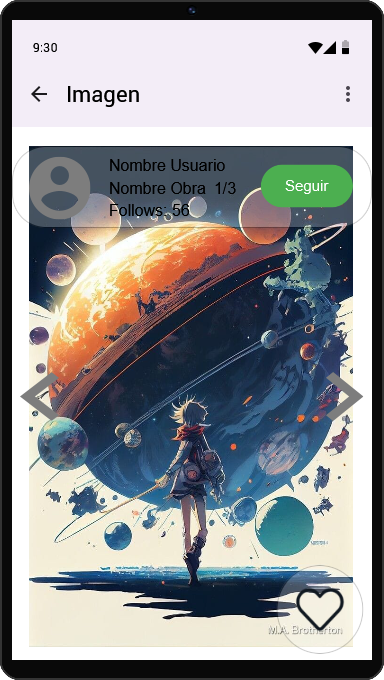 9:30
Imagen
Nombre Usuario
Nombre Obra 1/3
Follows: 56
Seguir
M.A. Brotherton